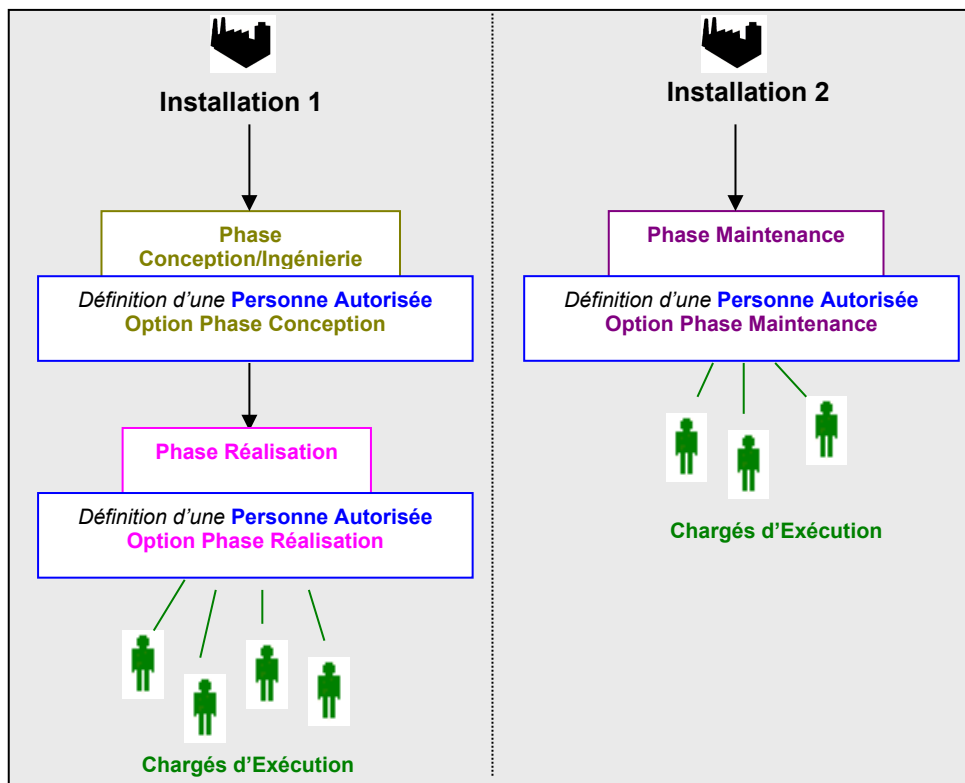 Installation 1
Phase
Conception/Ingénierie
Définition d'une Personne Autorisée
Option Phase Conception
Phase Réalisation
Définition d'une Personne Autorisée
Option Phase Réalisation
Chargés d'Exécution
Installation 2
Phase Maintenance
Définition d'une Personne Autorisée
Option Phase Maintenance
Chargés d'Exécution